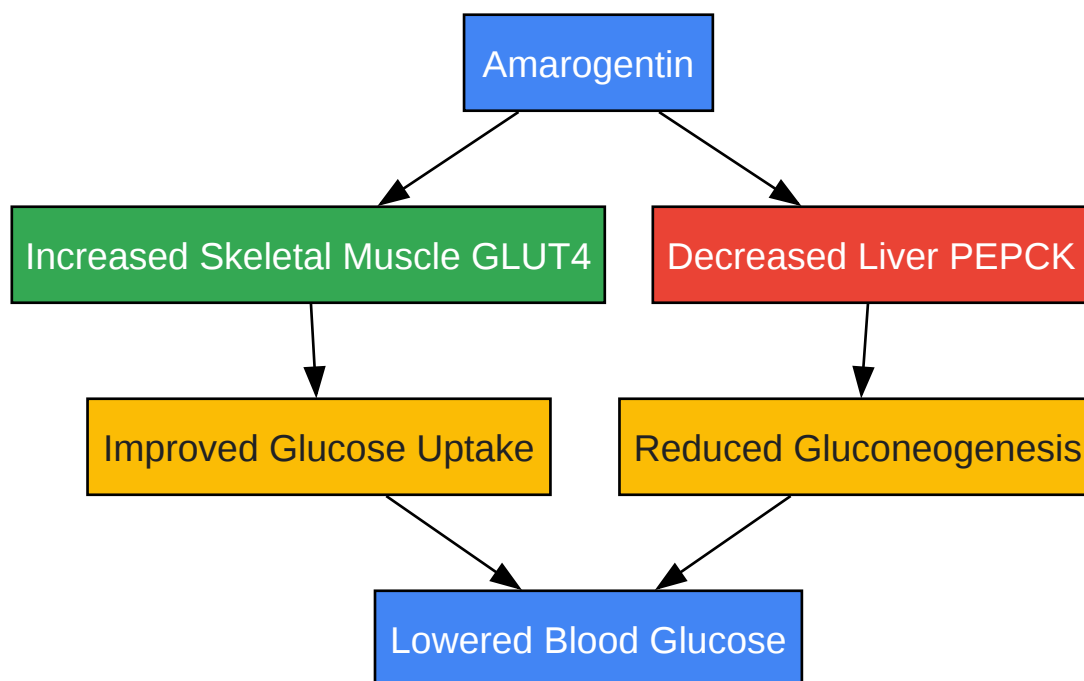 Amarogentin
Increased Skeletal Muscle GLUT4
Decreased Liver PEPCK
Improved Glucose Uptake
Reduced Gluconeogenesis
Lowered Blood Glucose